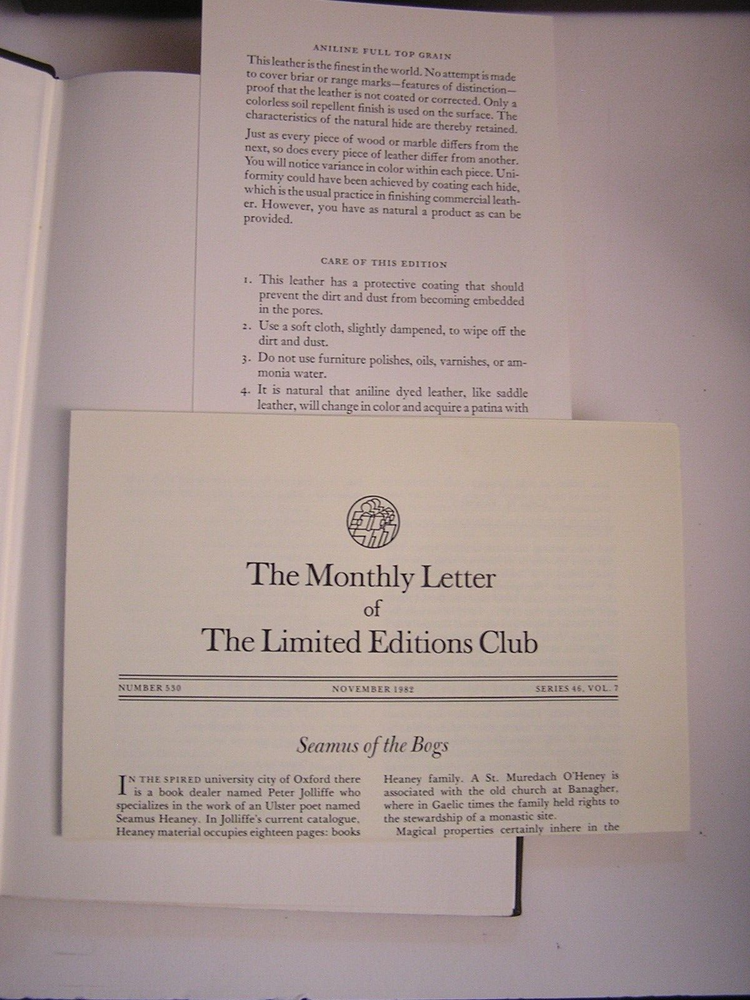 ANILINE FULL TOP GRAIN
This leather is the finest in the world. No attempt is made
to cover briar or range marks—features of distinction—
proof that the leather is not coated or corrected. Only a
colorless soil repellent finish is used on the surface. The
characteristics of the natural hide are thereby retained.
Just as every piece of wood or marble differs from the
next, so does every piece of leather differ from another.
You will notice variance in color within each piece. Uni-
formity could have been achieved by coating each hide,
which is the usual practice in finishing commercial leath-
er. However, you have as natural a product as can be
provided.
CARE OF THIS EDITION
1. This leather has a protective coating that should
prevent the dirt and dust from becoming embedded
in the pores.
2. Use a soft cloth, slightly dampened, to wipe off the
dirt and dust.
3. Do not use furniture polishes, oils, varnishes, or am-
monia water.
4. It is natural that aniline dyed leather, like saddle
leather, will change in color and acquire a patina with
The Monthly Letter
of
The Limited Editions Club
NUMBER 530 NOVEMBER 1982 SERIES 46, VOL. 7
Seamus of the Bogs
IN THE SPIRED university city of Oxford there
is a book dealer named Peter Jolliffe who
specializes in the work of an Ulster poet named
Seamus Heaney. In Jolliffe's current catalogue,
Heaney material occupies eighteen pages: books
Heaney family. A St. Muredach O'Heney is
associated with the old church at Banagher,
where in Gaelic times the family held rights to
the stewardship of a monastic site.
Magical properties certainly inhere in the